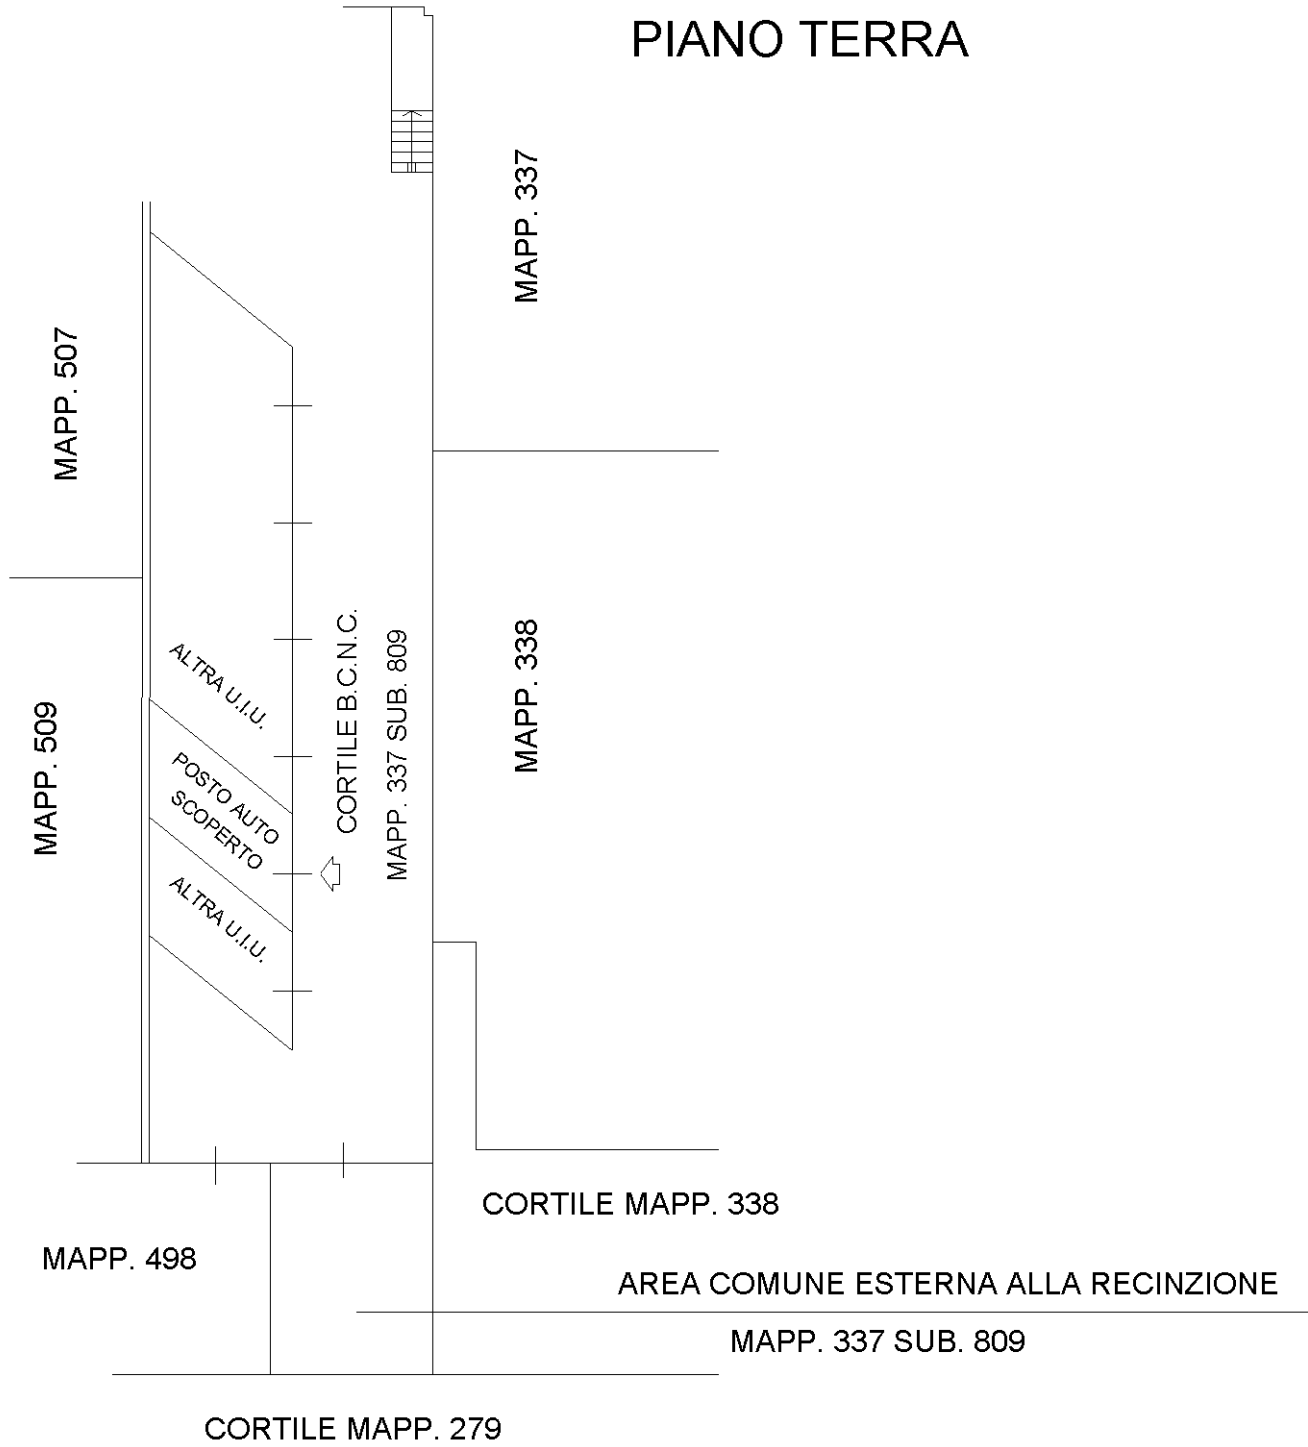 PIANO TERRA
MAPP. 337
MAPP. 507
ALTRA U.I.U.
CORTILE B.C.N.C.
MAPP. 337 SUB. 809
MAPP. 338
MAPP. 509
POSTO AUTO
SCOPERTO
ALTRA U.I.U.
CORTILE MAPP. 338
MAPP. 498
AREA COMUNE ESTERNA ALLA RECINZIONE
MAPP. 337 SUB. 809
CORTILE MAPP. 279